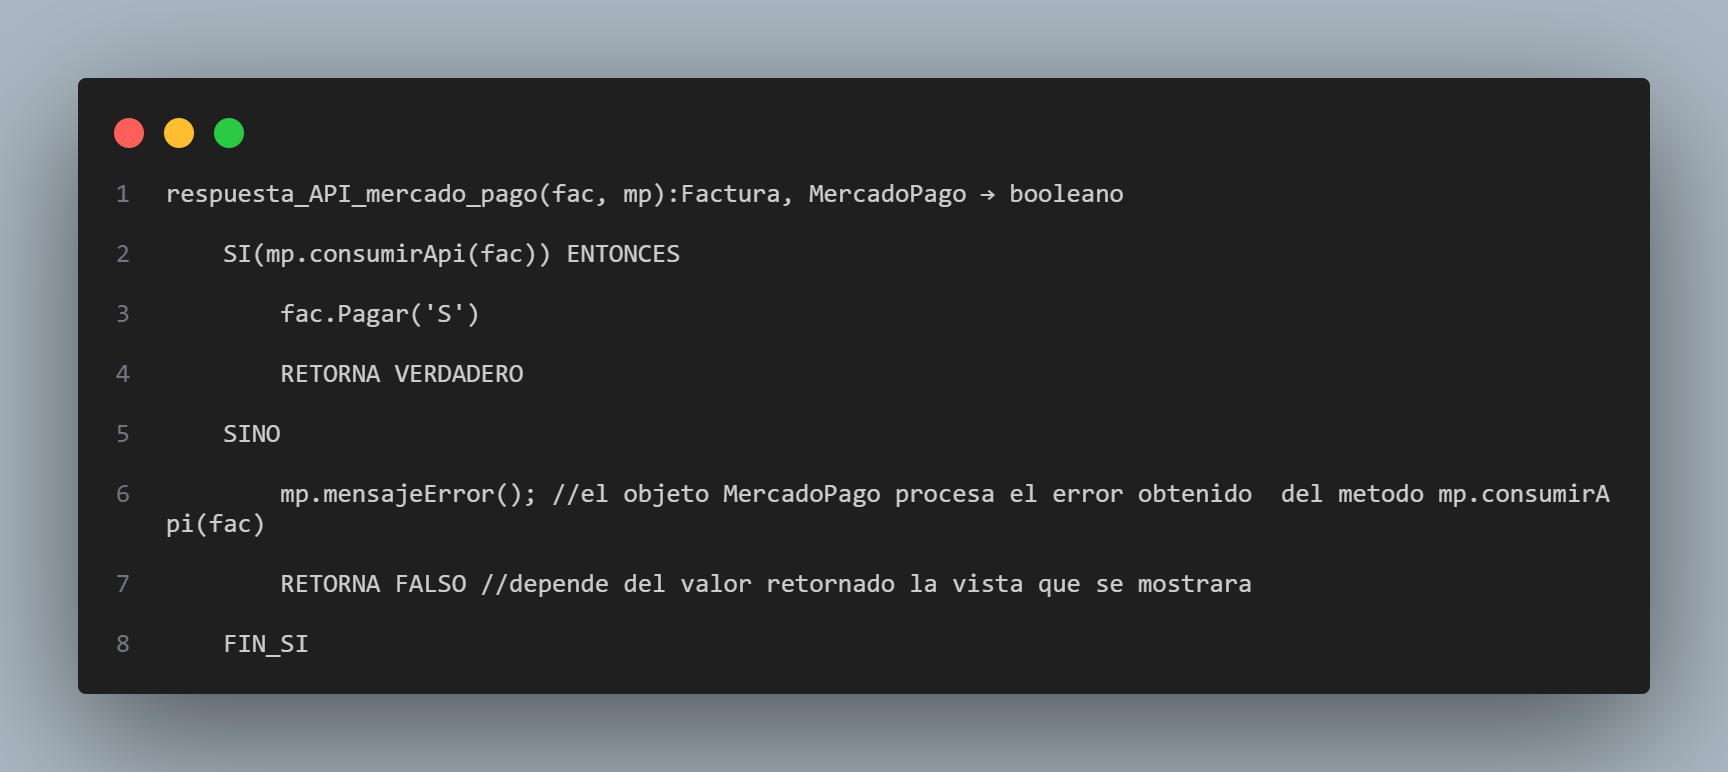 1 respuesta_API_mercado_pago(fac, mp):Factura, MercadoPago → booleano
2 SI(mp.consumirApi(fac)) ENTONCES
3 fac.Pagar('S')
4 RETORNA VERDADERO
5 SINO
6 mp.mensajeError(); //el objeto MercadoPago procesa el error obtenido  del metodo mp.consumirA
pi(fac)
7 RETORNA FALSO //depende del valor retornado la vista que se mostrara
8 FIN_SI